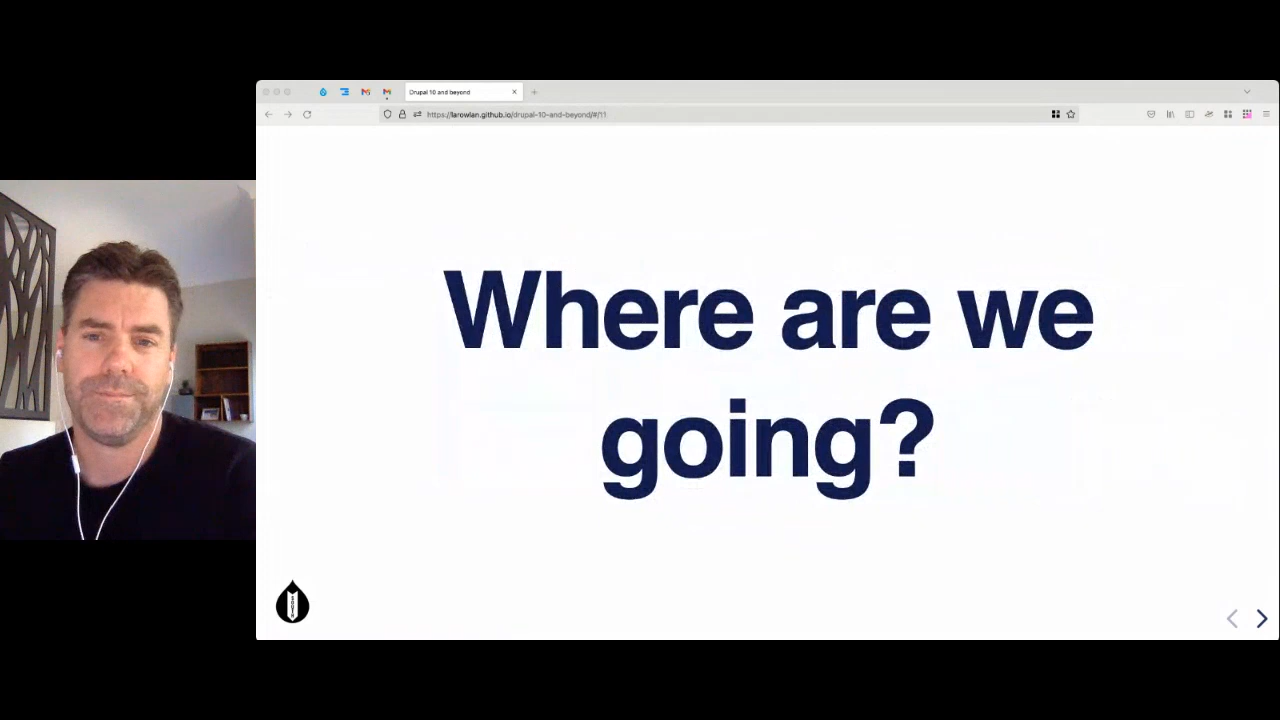 Drupal 10 and beyond
https://larowlan.github.io/drupal-10-and-beyond/#/11
Where are we
going?